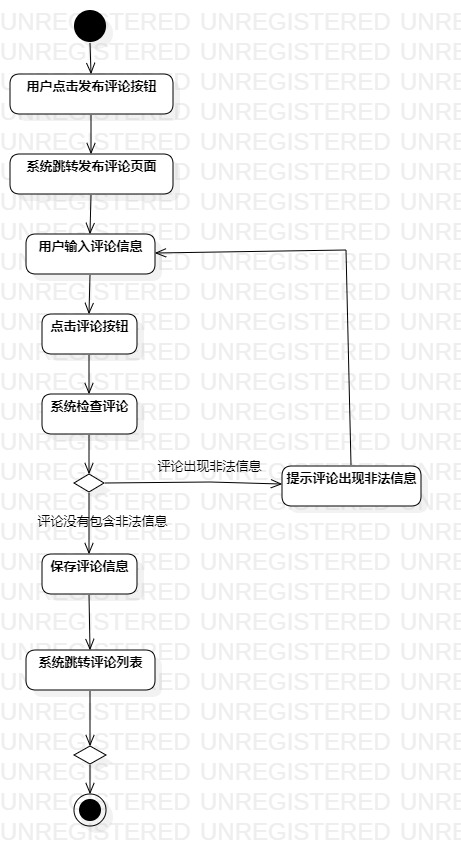 用户点击发布评论按钮
系统跳转发布评论页面
用户输入评论信息
点击评论按钮
系统检查评论
评论出现非法信息
提示评论出现非法信息
评论没有包含非法信息
保存评论信息
系统跳转评论列表
UNREGISTERED